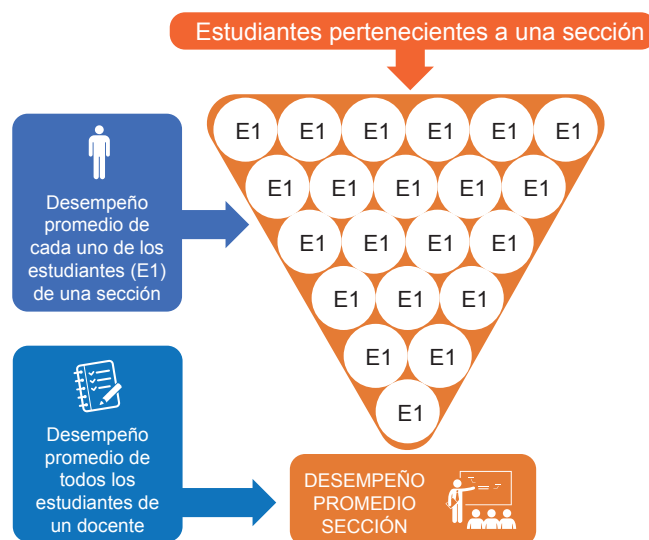 Estudiantes pertenecientes a una sección
E1 E1 E1 E1 E1 E1
E1 E1 E1 E1 E1
E1 E1 E1 E1
E1 E1 E1
E1 E1
E1
Desempeño
promedio de
cada uno de los
estudiantes (E1)
de una sección
Desempeño
promedio de
todos los
estudiantes de
un docente
DESEMPEÑO
PROMEDIO
SECCIÓN